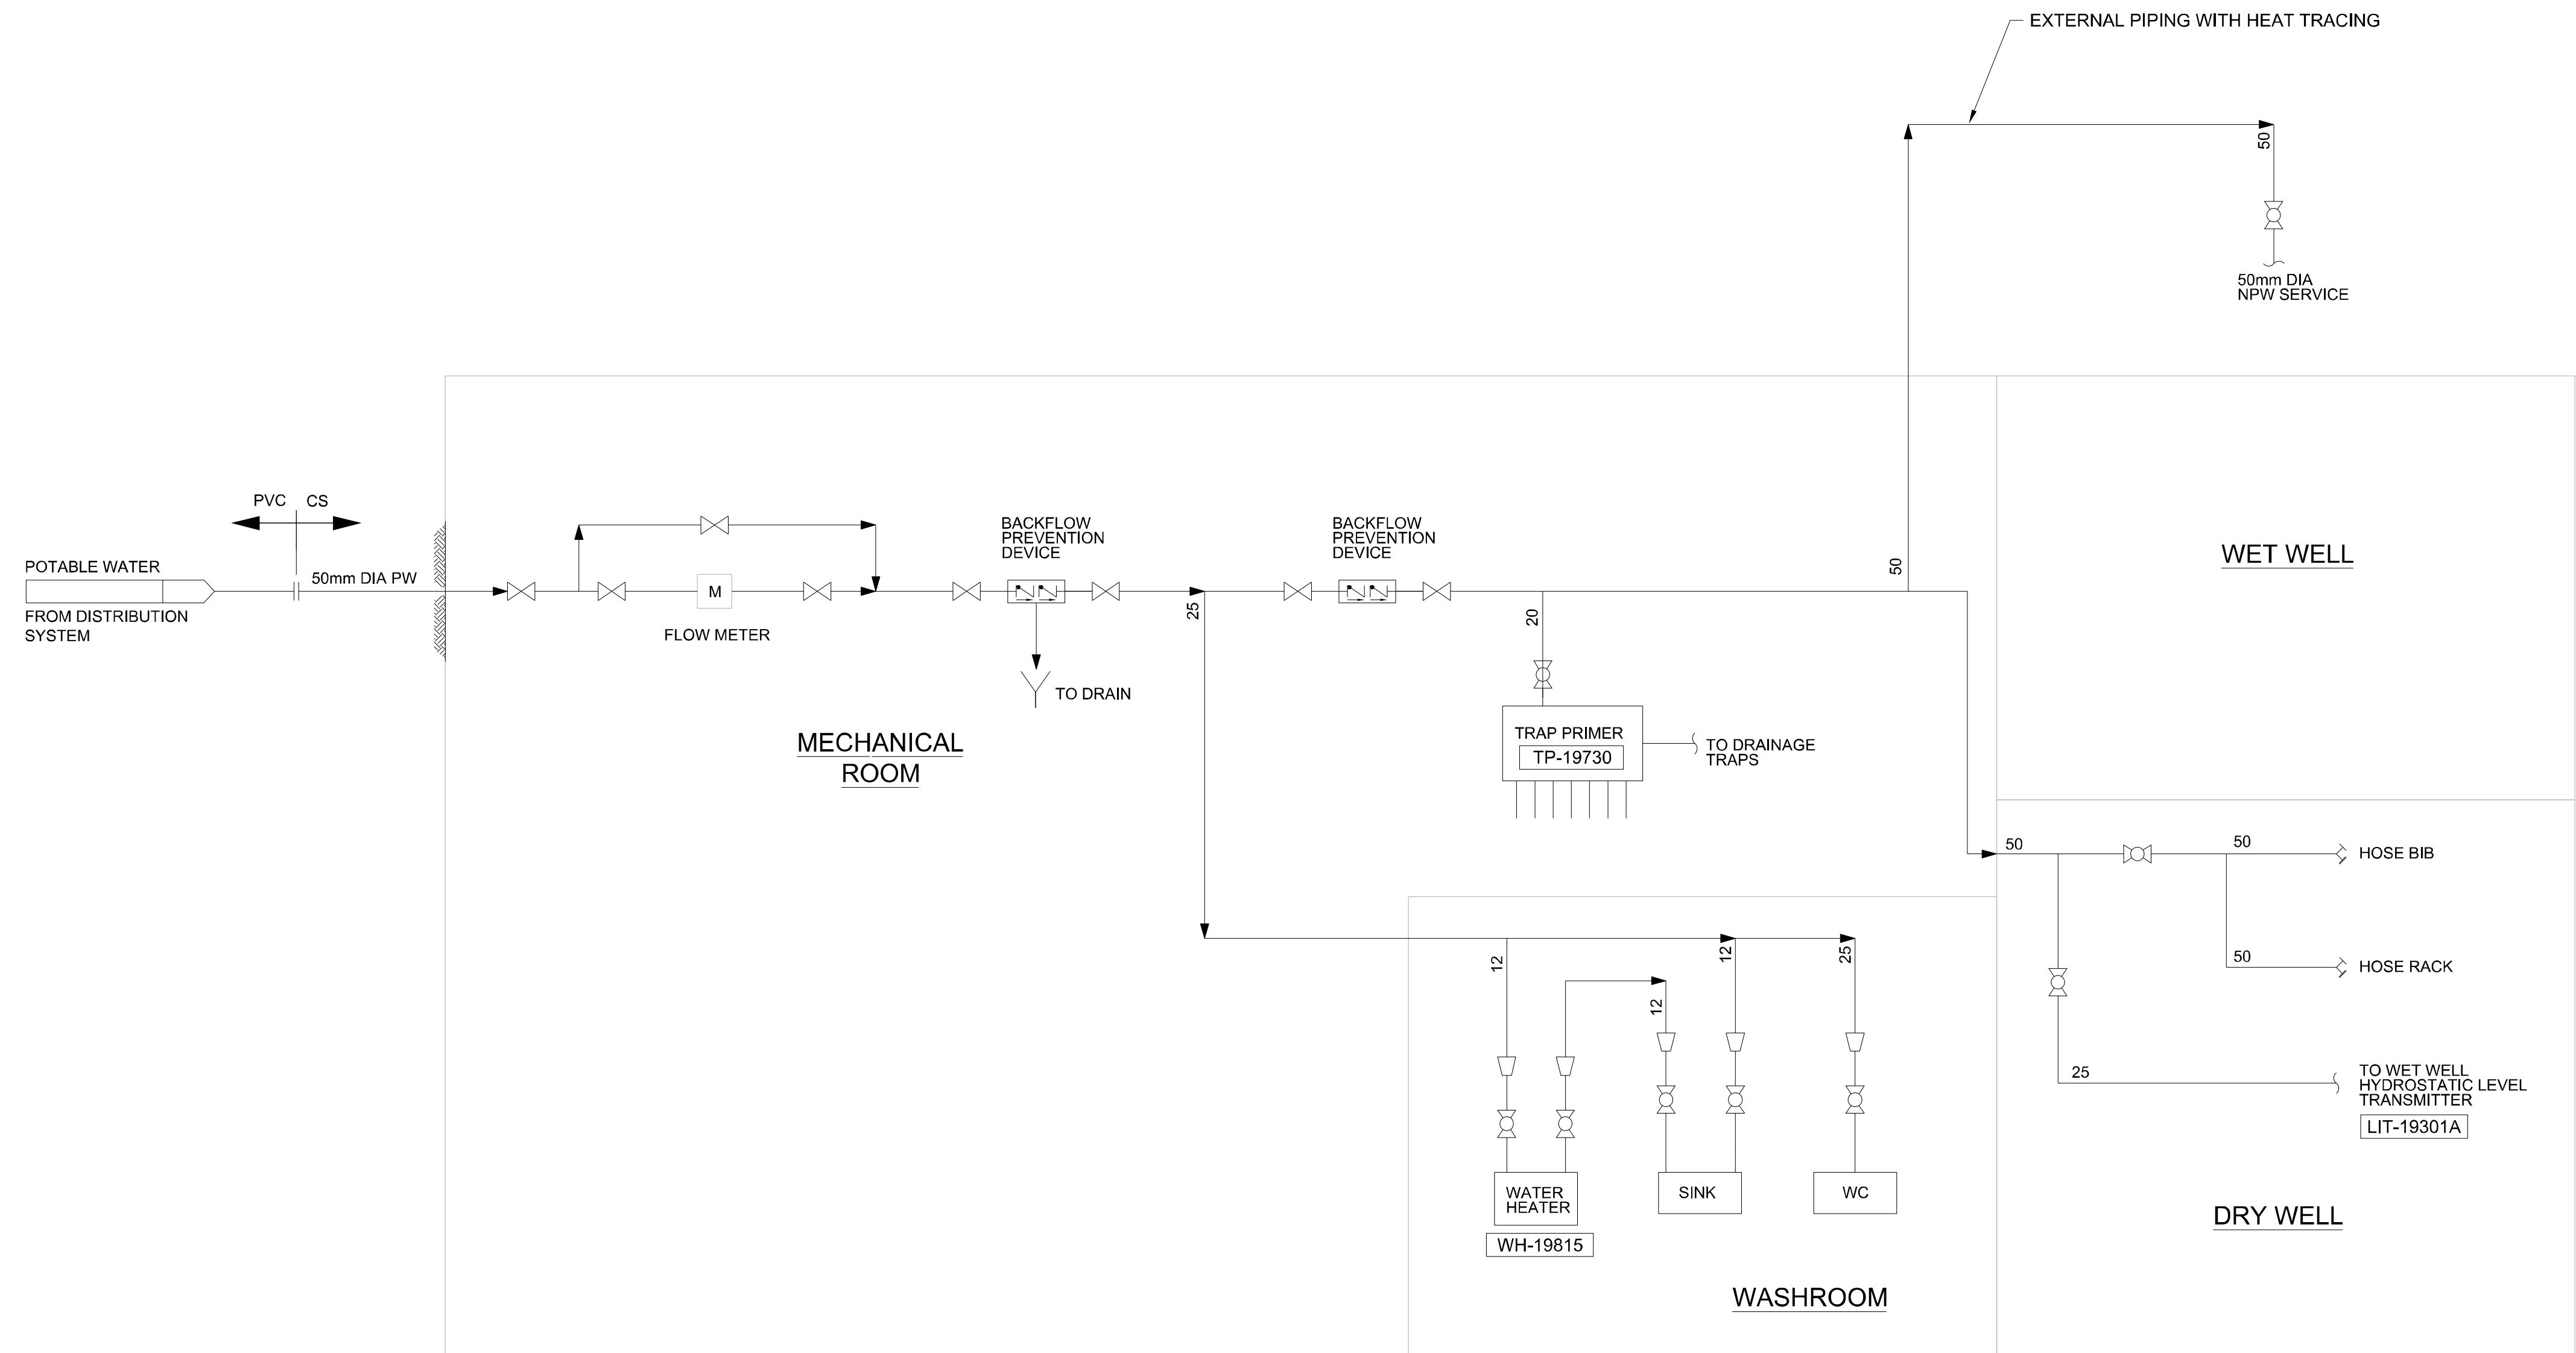 EXTERNAL PIPING WITH HEAT TRACING
50
50mm DIA
NPW SERVICE
PVC
CS
POTABLE WATER
50mm DIA PW
FROM DISTRIBUTION
SYSTEM
M
FLOW METER
BACKFLOW
PREVENTION
DEVICE
TO DRAIN
MECHANICAL
ROOM
25
BACKFLOW
PREVENTION
DEVICE
20
TRAP PRIMER
TP-19730
TO DRAINAGE
TRAPS
50
WET WELL
50
50
HOSE BIB
50
HOSE RACK
25
TO WET WELL
HYDROSTATIC LEVEL
TRANSMITTER
LIT-19301A
DRY WELL
12
12
12
25
WATER
HEATER
WH-19815
SINK
WC
WASHROOM